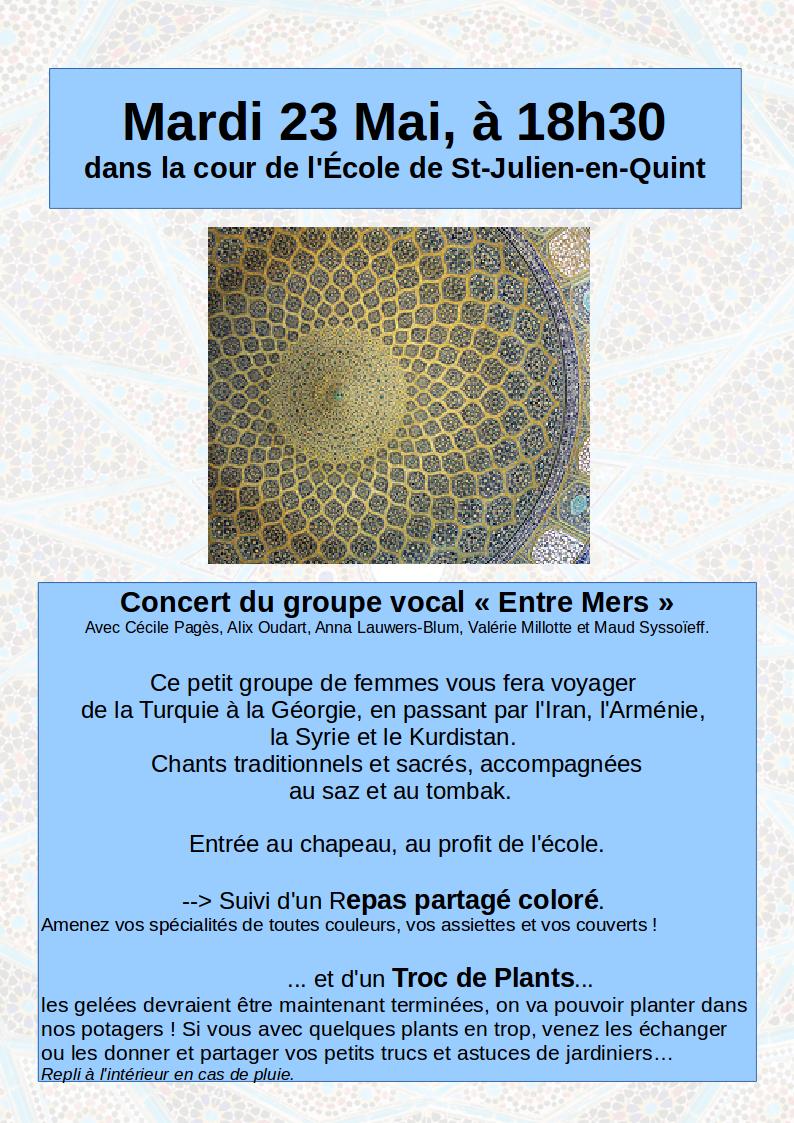 Mardi 23 Mai, à 18h30
dans la cour de l'École de St-Julien-en-Quint
Concert du groupe vocal « Entre Mers »
Avec Cécile Pagès, Alix Oudart, Anna Lauwers-Blum, Valérie Millotte et Maud Syssoïeff.
Ce petit groupe de femmes vous fera voyager
de la Turquie à la Géorgie, en passant par l'Iran, l'Arménie,
la Syrie et le Kurdistan.
Chants traditionnels et sacrés, accompagnées
au saz et au tombak.
Entrée au chapeau, au profit de l'école.
--> Suivi d'un Repas partagé coloré.
Amenez vos spécialités de toutes couleurs, vos assiettes et vos couverts !
... et d'un Troc de Plants...
les gelées devraient être maintenant terminées, on va pouvoir planter dans
nos potagers ! Si vous avec quelques plants en trop, venez les échanger
ou les donner et partager vos petits trucs et astuces de jardiniers…
Repli à l'intérieur en cas de pluie.